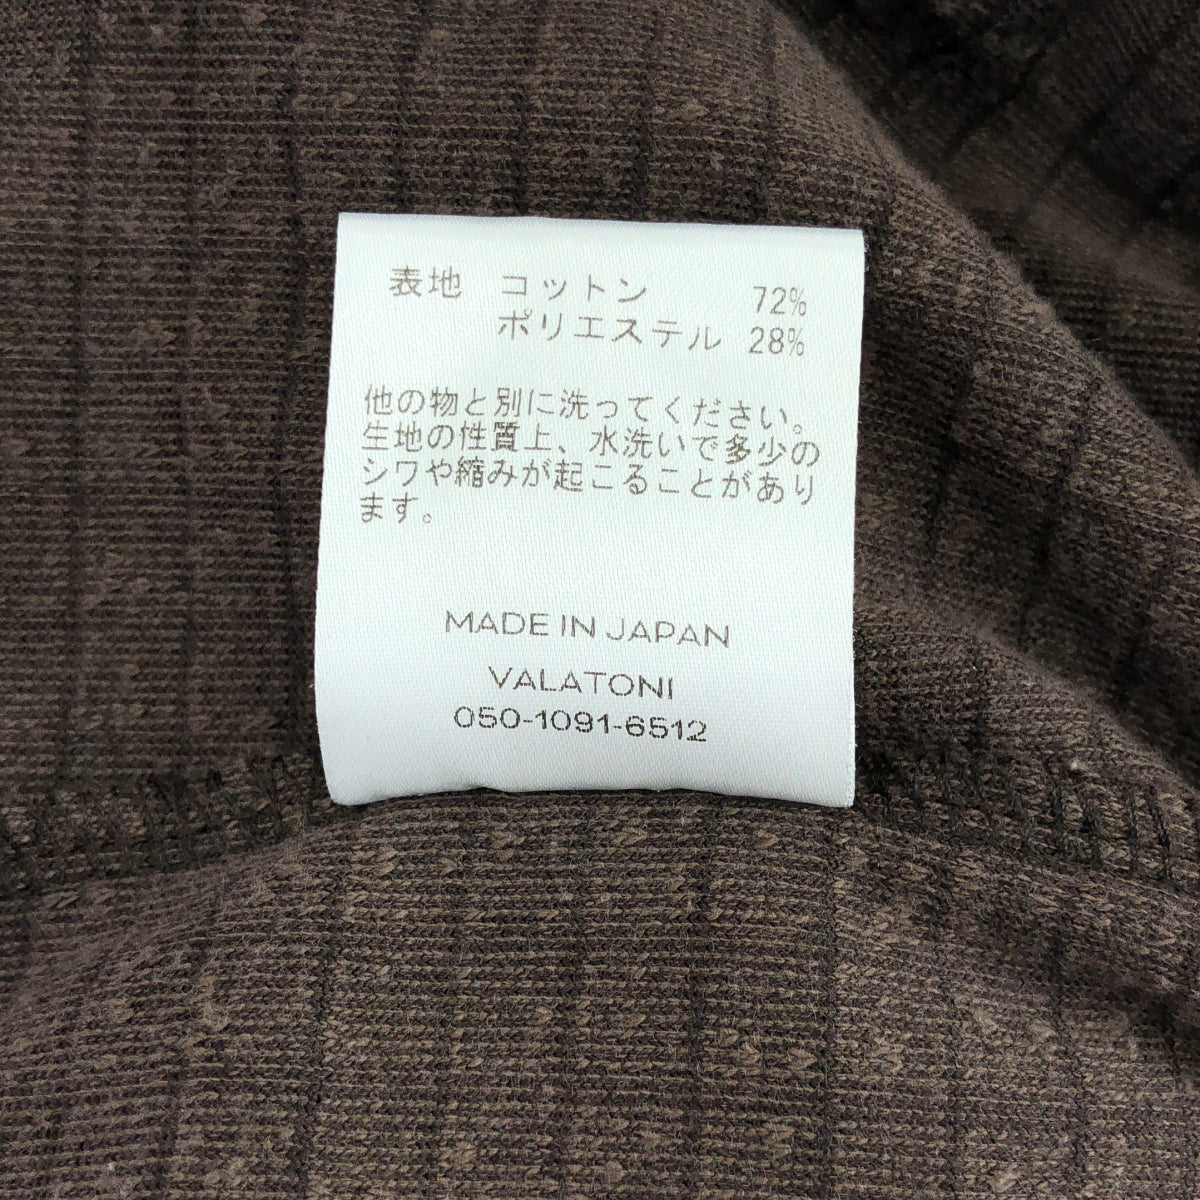 表地 コットン 72%
ポリエステル 28%
他の物と別に洗ってください。
生地の性質上、水洗いで多少の
シワや縮みが起こることがあり
ます。
MADE IN JAPAN
VALATONI
050-1091-6512